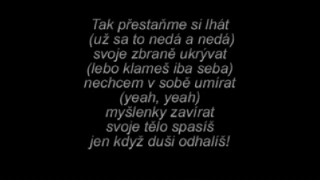 Tak přestaňme si lhát
(už sa to nedá a nedá)
svoje zbraně ukrývat
(lebo klameš iba seba)
nechcem v sobě umírat
(yeah, yeah)
myšlenky zavírat
svoje tělo spasíš
jen když duši odhalíš!